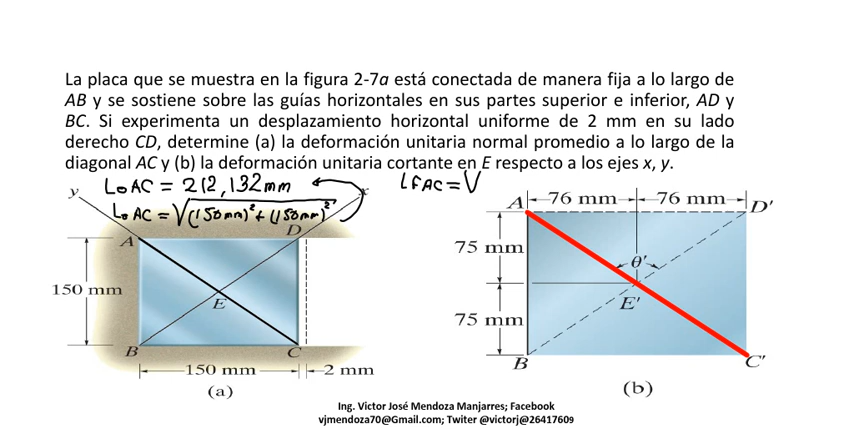 La placa que se muestra en la figura 2-7a está conectada de manera fija a lo largo de
AB y se sostiene sobre las guías horizontales en sus partes superior e inferior, AD y
BC. Si experimenta un desplazamiento horizontal uniforme de 2 mm en su lado
derecho CD, determine (a) la deformación unitaria normal promedio a lo largo de la
diagonal AC y (b) la deformación unitaria cortante en E respecto a los ejes x, y.
LoAC = 212,132mm
LFAC=√
y
x
Lo AC = √(150mm)²+(150mm)²
A
D
150 mm
E
B
C
150 mm
2 mm
(a)
A
76 mm
76 mm
D'
75 mm
θ'
E'
75 mm
B
C'
(b)
Ing. Victor José Mendoza Manjarres; Facebook
vjmendoza70@Gmail.com; Twiter @victorj@26417609